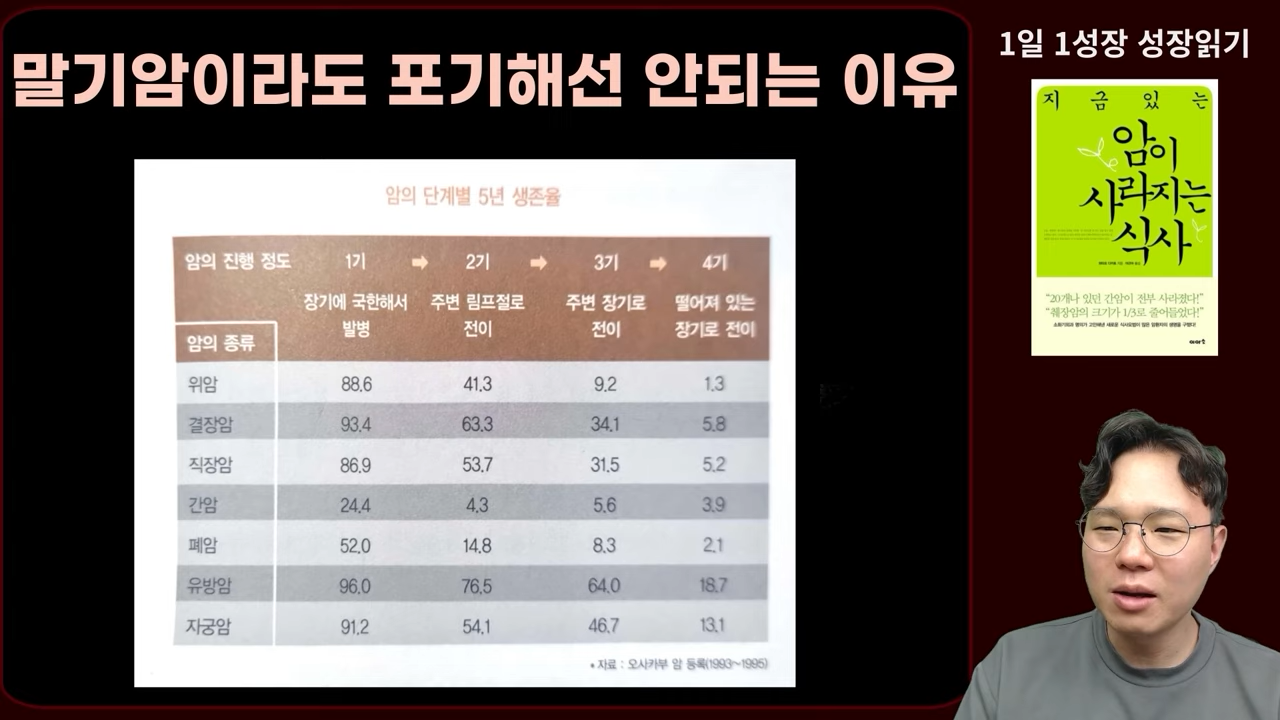 말기암이라도 포기해선 안되는 이유
1일 1성장 성장읽기
지금있는
암이
사라지는
식사
“20개나 있던 간암이 전부 사라졌다!”
“췌장암의 크기가 1/3로 줄어들었다!”
암의 단계별 5년 생존율
암의 진행 정도 1기 ➡ 2기 ➡ 3기 ➡ 4기
장기에 국한해서 주변 림프절로 주변 장기로 떨어져 있는
발병 전이 전이 장기로 전이
암의 종류
위암 88.6 41.3 9.2 1.3
결장암 93.4 63.3 34.1 5.8
직장암 86.9 53.7 31.5 5.2
간암 24.4 4.3 5.6 3.9
폐암 52.0 14.8 8.3 2.1
유방암 96.0 76.5 64.0 18.7
자궁암 91.2 54.1 46.7 13.1
• 자료 : 오사카부 암 등록(1993~1995)